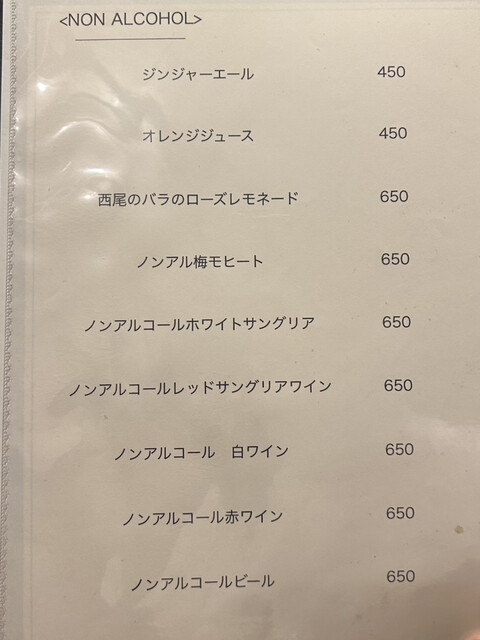 <NON ALCOHOL>
ジンジャーエール 450
オレンジジュース 450
西尾のバラのローズレモネード 650
ノンアル梅モヒート 650
ノンアルコールホワイトサングリア 650
ノンアルコールレッドサングリアワイン 650
ノンアルコール　白ワイン 650
ノンアルコール赤ワイン 650
ノンアルコールビール 650